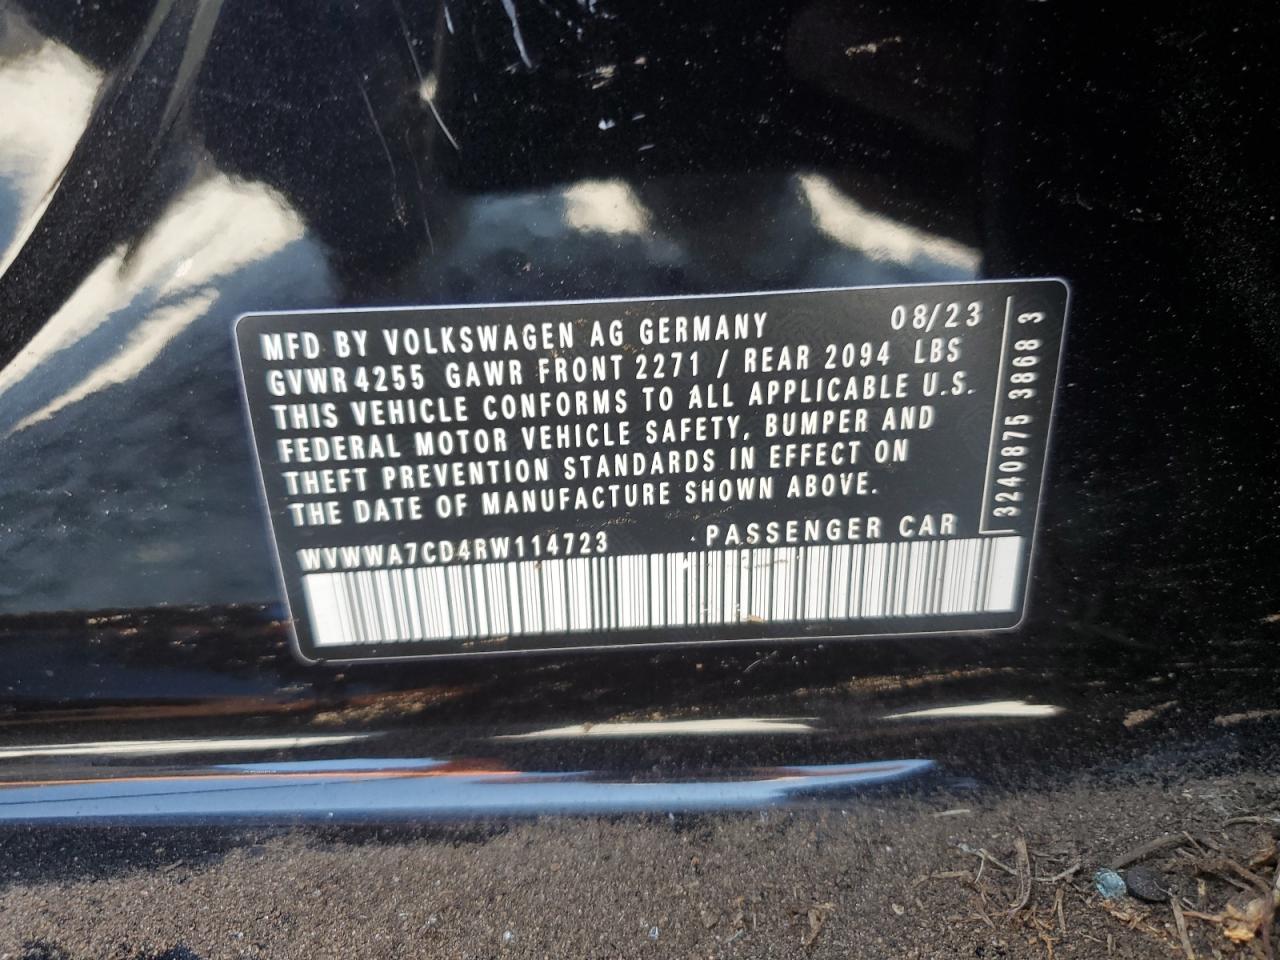 MFD BY VOLKSWAGEN AG GERMANY 08/23
GVWR 4255 GAWR FRONT 2271 / REAR 2094 LBS
THIS VEHICLE CONFORMS TO ALL APPLICABLE U.S.
FEDERAL MOTOR VEHICLE SAFETY, BUMPER AND
THEFT PREVENTION STANDARDS IN EFFECT ON
THE DATE OF MANUFACTURE SHOWN ABOVE.
WVWWA7CD4RW114723 PASSENGER CAR
3240875 3868 3